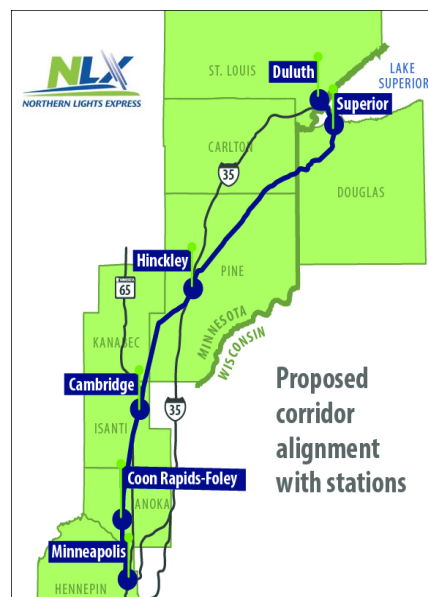 NLX
NORTHERN LIGHTS EXPRESS
ST. LOUIS
Duluth
LAKE
SUPERIOR
Superior
CARLTON
35
DOUGLAS
Hinckley
PINE
65
MINNESOTA
WISCONSIN
KANABEC
Cambridge
35
ISANTI
Proposed
corridor
alignment
with stations
Coon Rapids-Foley
ANOKA
Minneapolis
HENNEPIN